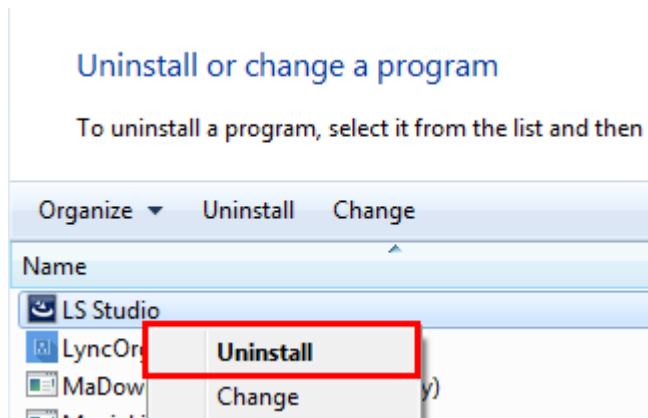 Uninstall or change a program
To uninstall a program, select it from the list and then
Organize Uninstall Change
Name
LS Studio
Uninstall
Change